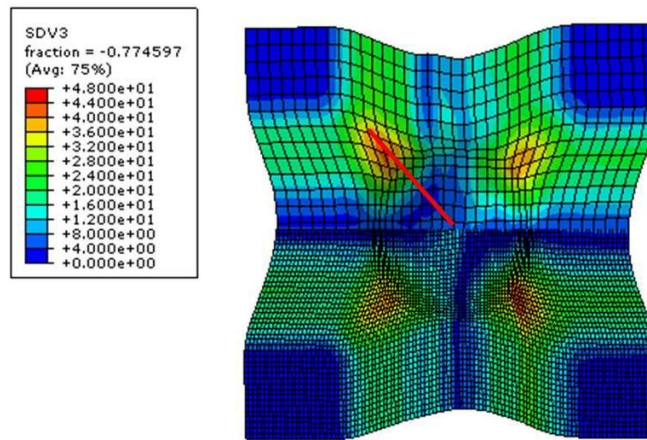 SDV3
fraction = -0.774597
(Avg: 75%)
+4.800e+01
+4.400e+01
+4.000e+01
+3.600e+01
+3.200e+01
+2.800e+01
+2.400e+01
+2.000e+01
+1.600e+01
+1.200e+01
+8.000e+00
+4.000e+00
+0.000e+00